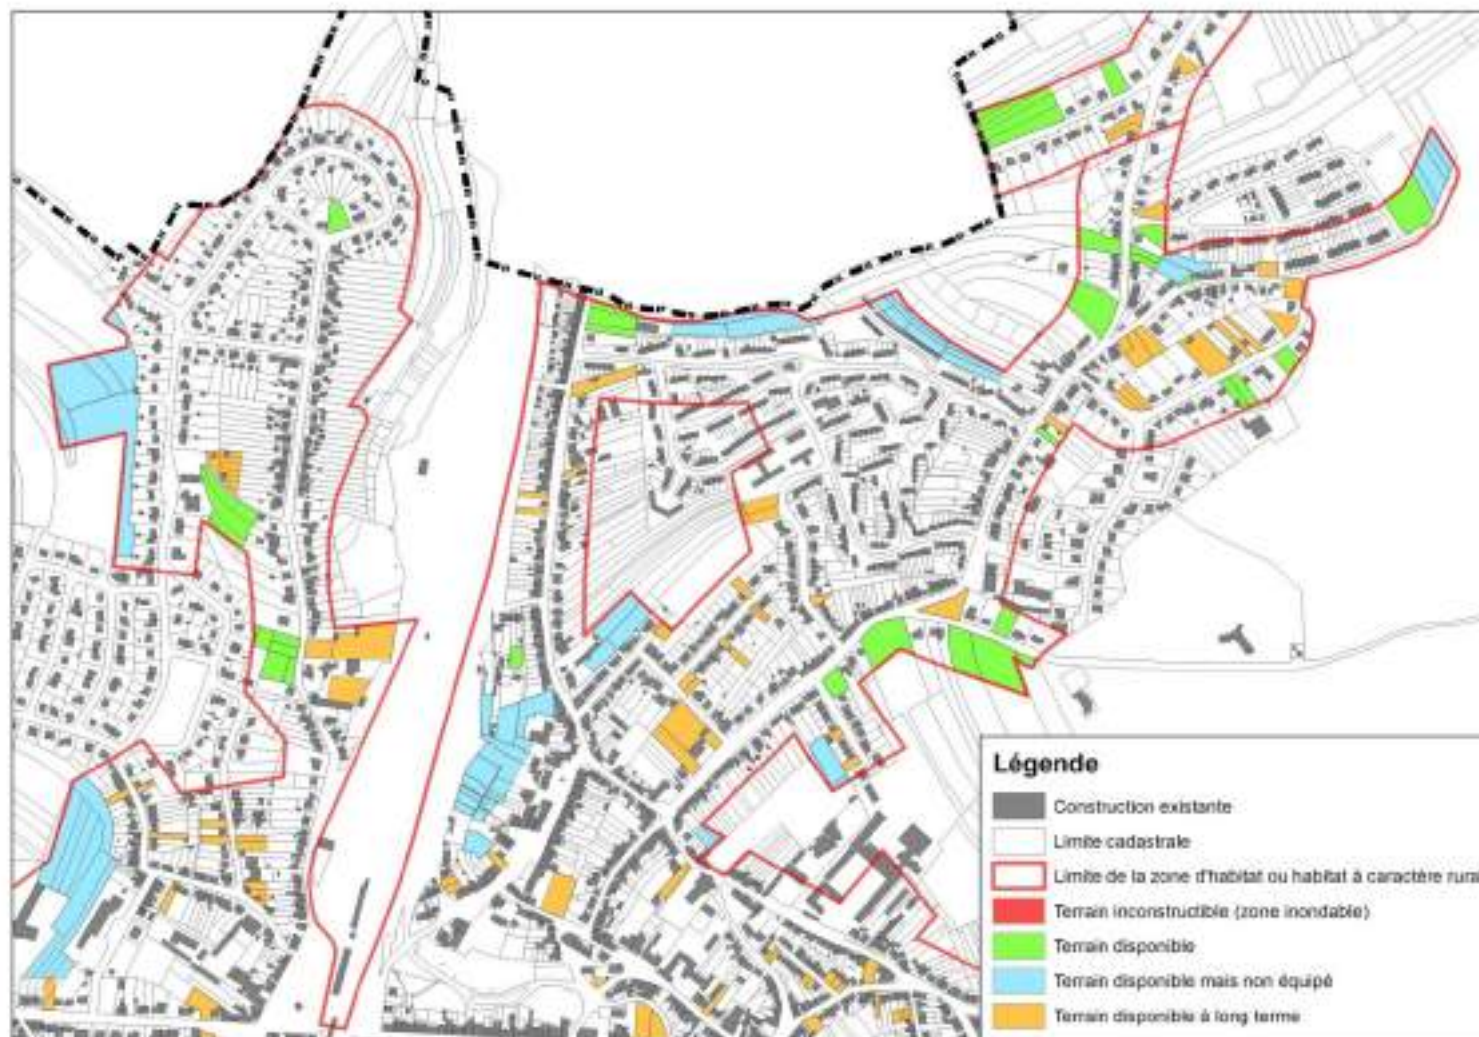 Légende
Construction existante
Limite cadastrale
Limite de la zone d'habitat ou habitat à caractère rura
Terrain inconstructible (zone inondable)
Terrain disponible
Terrain disponible mais non équipé
Terrain disponible à long terme